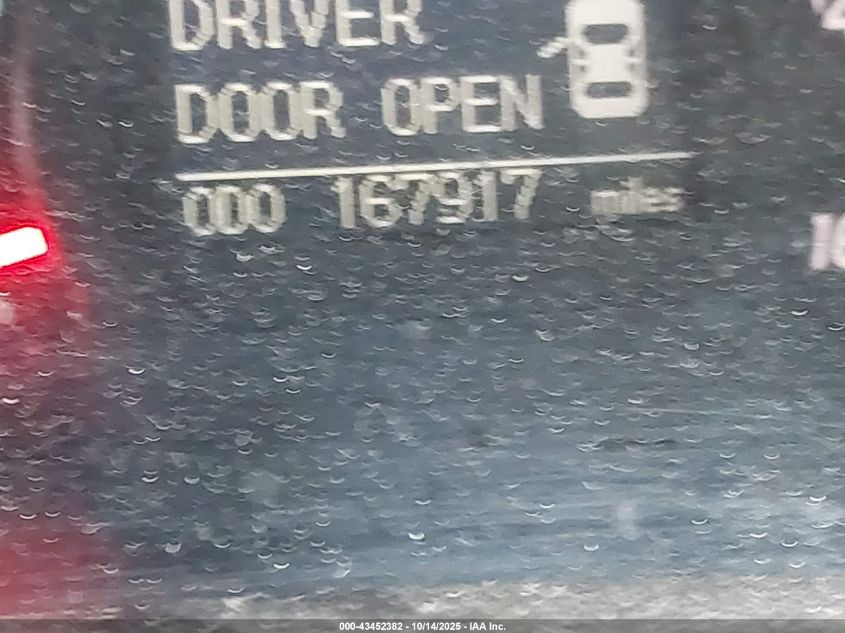 DRIVER
DOOR OPEN
000 167917 miles
000-43452382 - 10/14/2025 - IAA Inc.